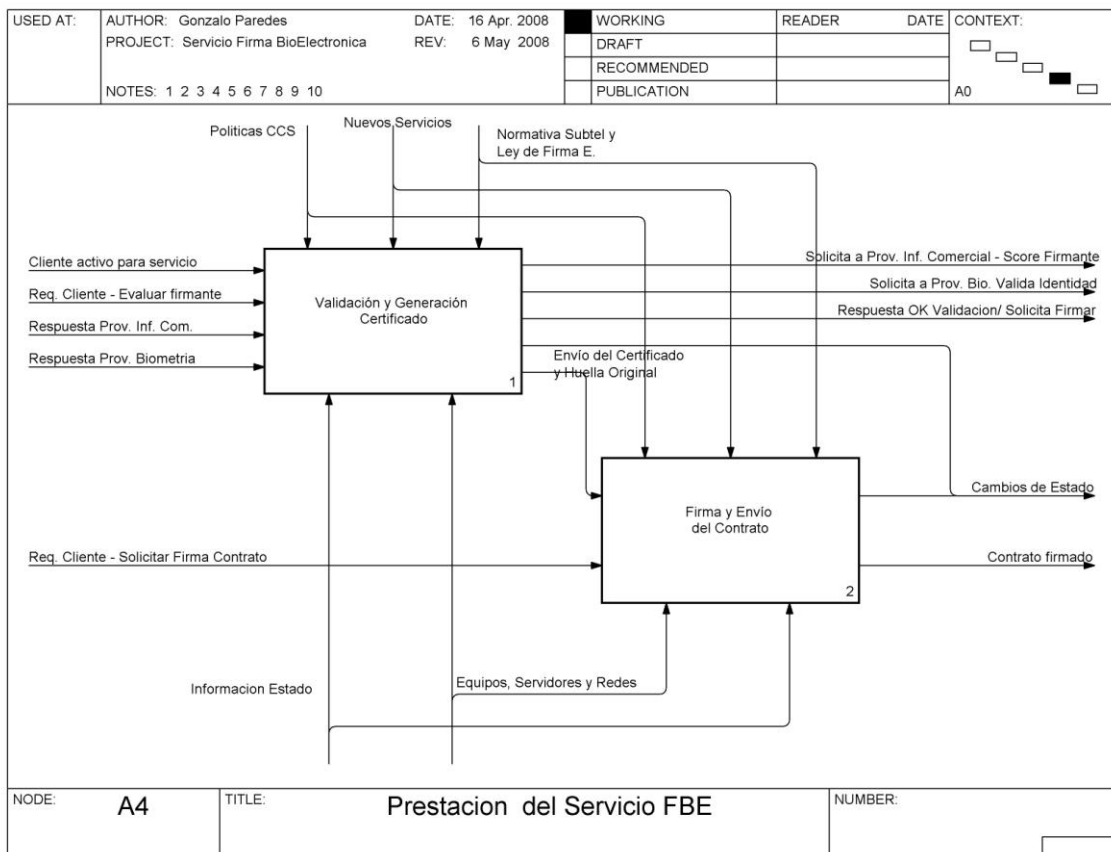 USED AT:
AUTHOR: Gonzalo Paredes
DATE: 16 Apr. 2008
PROJECT: Servicio Firma BioElectronica
REV: 6 May 2008
NOTES: 1 2 3 4 5 6 7 8 9 10
WORKING
DRAFT
RECOMMENDED
PUBLICATION
READER
DATE
CONTEXT:
A0
Politicas CCS
Nuevos Servicios
Normativa Subtel y
Ley de Firma E.
Cliente activo para servicio
Req. Cliente - Evaluar firmante
Respuesta Prov. Inf. Com.
Respuesta Prov. Biometria
Validación y Generación
Certificado
1
Solicita a Prov. Inf. Comercial - Score Firmante
Solicita a Prov. Bio. Valida Identidad
Respuesta OK Validacion/ Solicita Firmar
Envío del Certificado
y Huella Original
Firma y Envío
del Contrato
2
Cambios de Estado
Req. Cliente - Solicitar Firma Contrato
Contrato firmado
Informacion Estado
Equipos, Servidores y Redes
NODE:
A4
TITLE:
Prestacion del Servicio FBE
NUMBER: